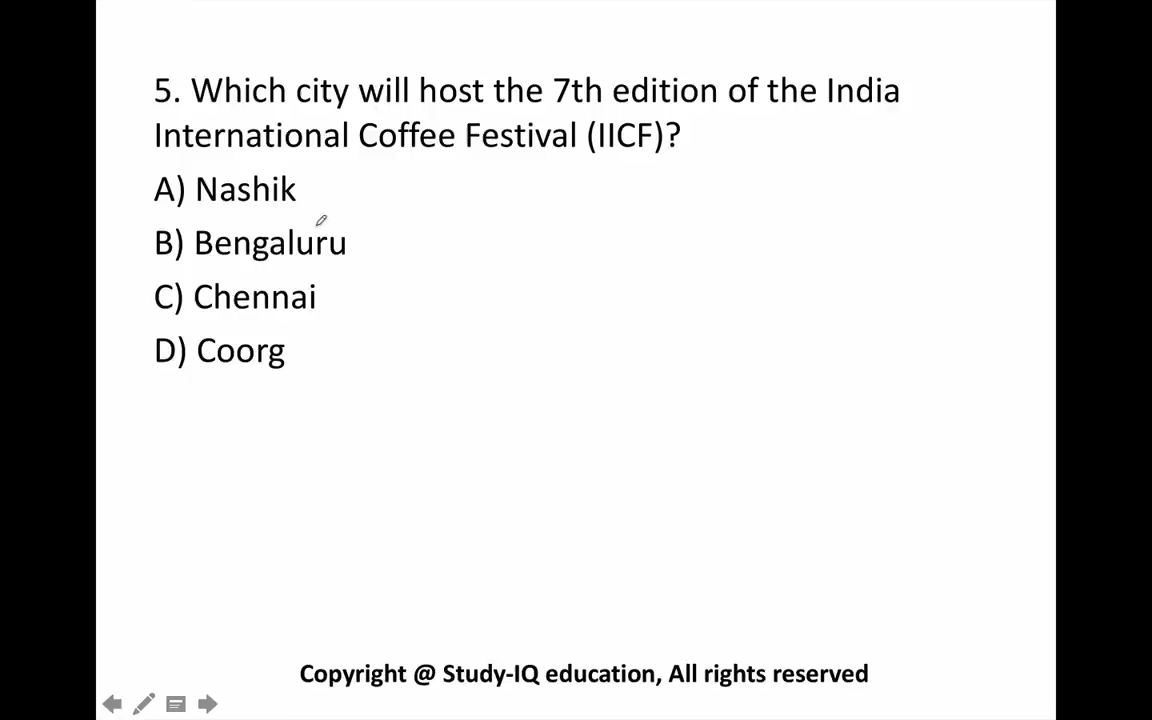 5. Which city will host the 7th edition of the India
International Coffee Festival (IICF)?
A) Nashik
B) Bengaluru
C) Chennai
D) Coorg
Copyright @ Study-IQ education, All rights reserved